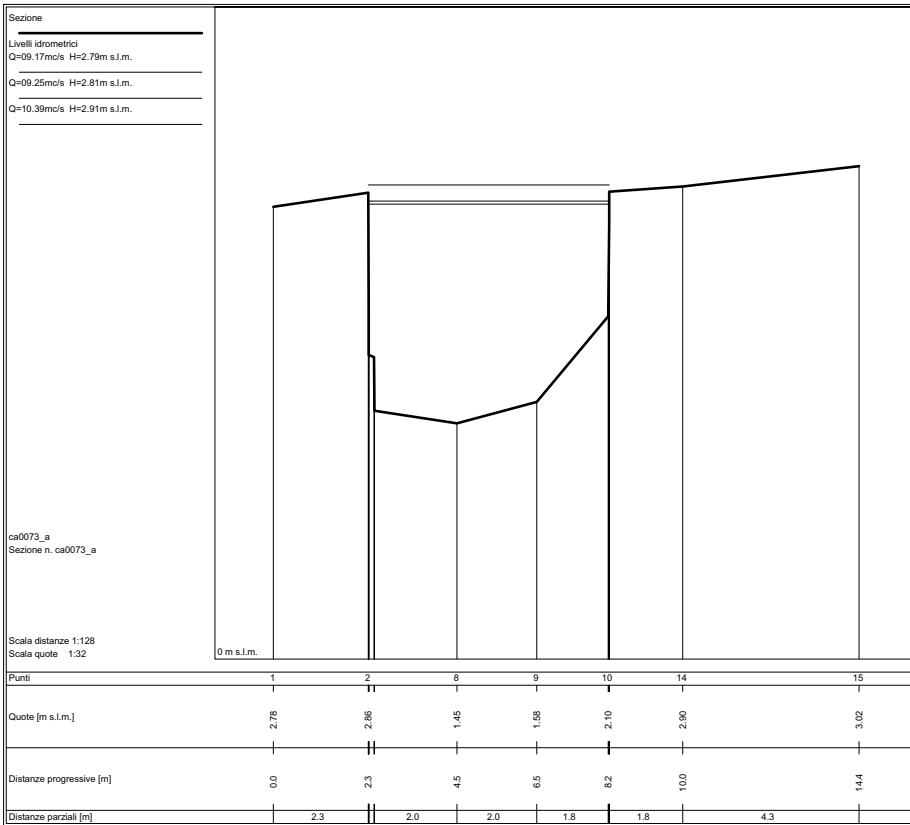 Sezione
Livelli idrometrici
Q=09.17mc/s H=2.79m s.l.m.
Q=09.25mc/s H=2.81m s.l.m.
Q=10.39mc/s H=2.91m s.l.m.
ca0073_a
Sezione n. ca0073_a
Scala distanze 1:128
Scala quote 1:32
0 m s.l.m.
Punti 1 2 8 9 10 14 15
Quote [m s.l.m.] 2.78 2.86 1.45 1.58 2.10 2.90 3.02
Distanze progressive [m] 0.0 2.3 4.5 6.5 8.2 10.0 14.4
Distanze parziali [m] 2.3 2.0 2.0 1.8 1.8 4.3